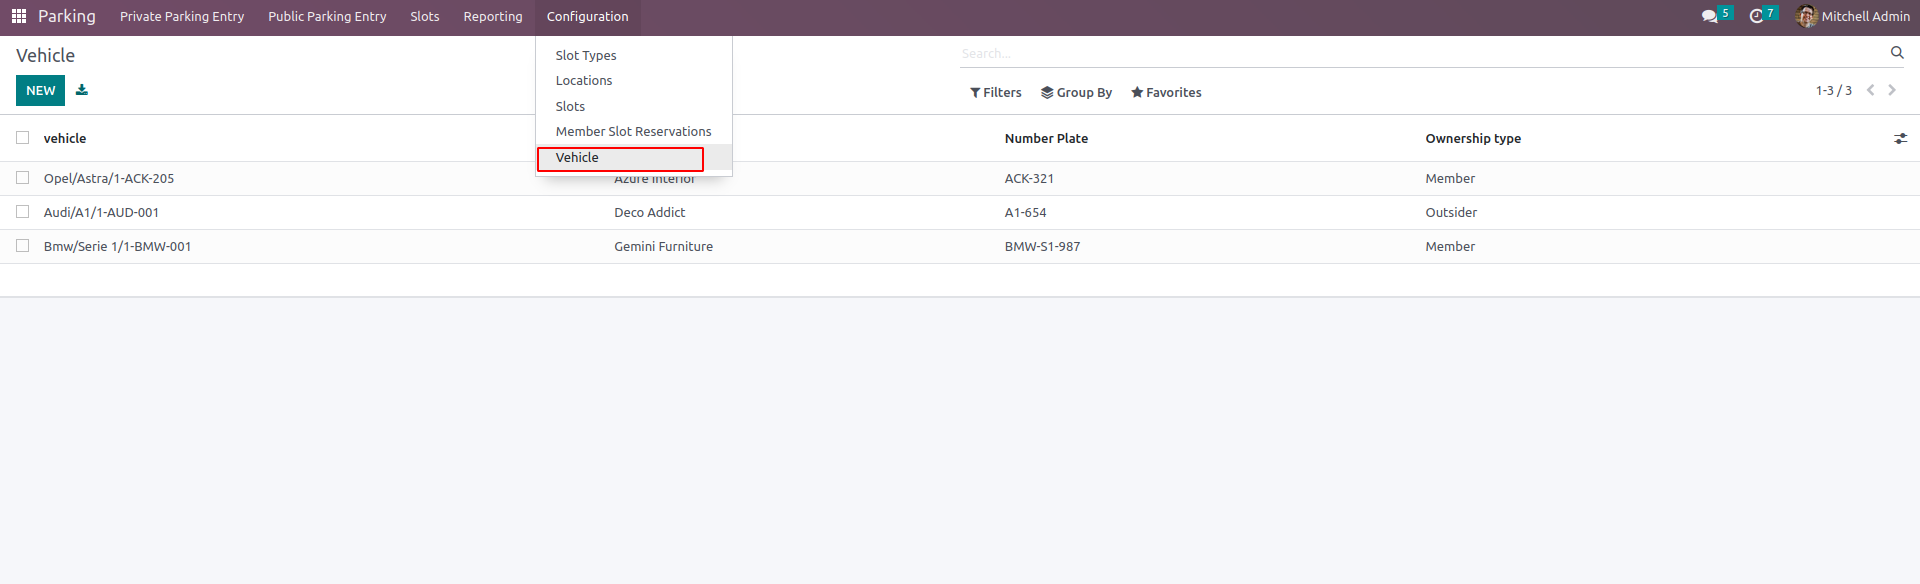 Parking Private Parking Entry Public Parking Entry Slots Reporting Configuration 5 7 Mitchell Admin
Vehicle
Search...
NEW
Filters Group By Favorites
1-3 / 3
Slot Types
Locations
Slots
Member Slot Reservations
Vehicle
vehicle Number Plate Ownership type
Opel/Astra/1-ACK-205 Azure Interior ACK-321 Member
Audi/A1/1-AUD-001 Deco Addict A1-654 Outsider
Bmw/Serie 1/1-BMW-001 Gemini Furniture BMW-S1-987 Member